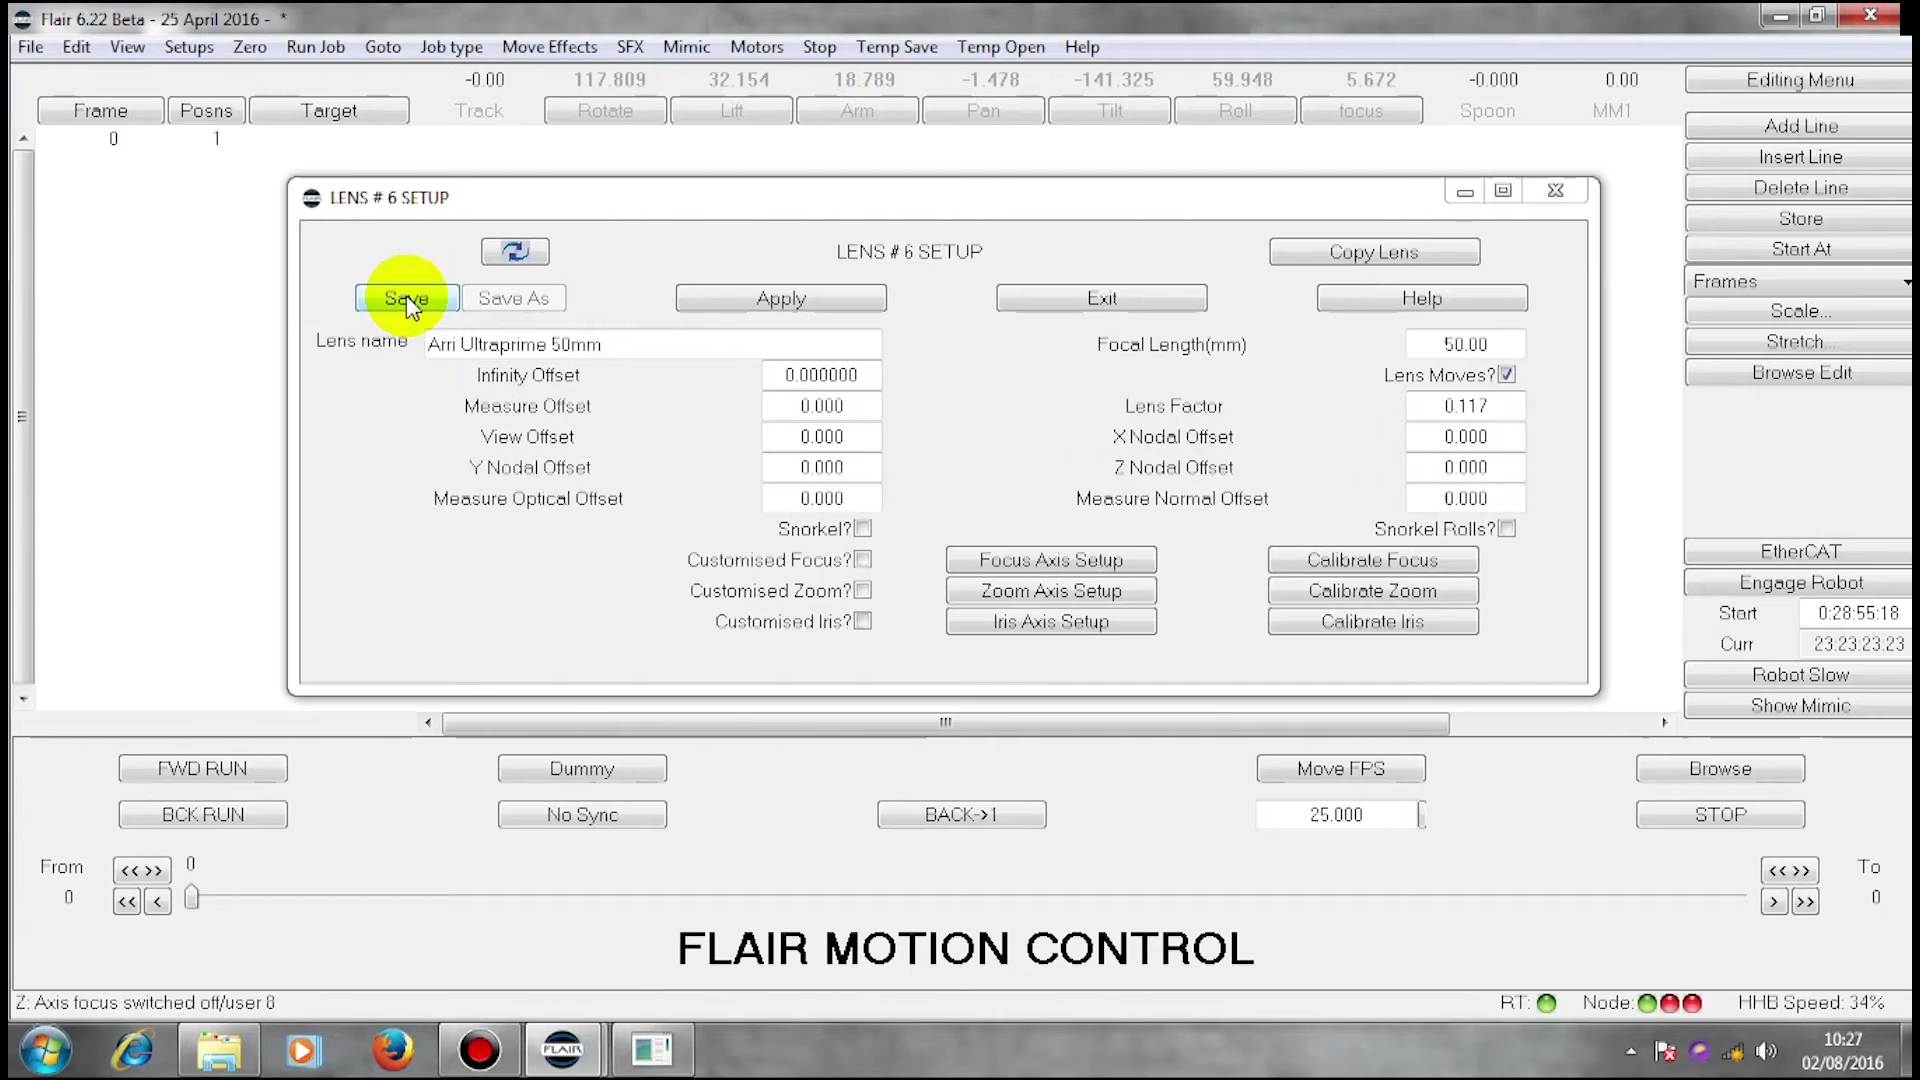 Flair 6.22 Beta - 25 April 2016 - *
File Edit View Setups Zero Run Job Goto Job type Move Effects SFX Mimic Motors Stop Temp Save Temp Open Help
-0.00 117.809 32.154 18.789 -1.478 -141.325 59.948 5.672 -0.000 0.00
Editing Menu
Frame Posns Target Track Rotate Lift Arm Pan Tilt Roll focus Spoon MM1
0 1
Add Line
Insert Line
Delete Line
Store
Start At
Frames
Scale...
Stretch...
Browse Edit
LENS # 6 SETUP
LENS # 6 SETUP
Copy Lens
Save Save As Apply Exit Help
Lens name Arri Ultraprime 50mm Focal Length(mm) 50.00
Infinity Offset 0.000000 Lens Moves?
Measure Offset 0.000 Lens Factor 0.117
View Offset 0.000 X Nodal Offset 0.000
Y Nodal Offset 0.000 Z Nodal Offset 0.000
Measure Optical Offset 0.000 Measure Normal Offset 0.000
Snorkel? Snorkel Rolls?
Customised Focus? Focus Axis Setup Calibrate Focus
Customised Zoom? Zoom Axis Setup Calibrate Zoom
Customised Iris? Iris Axis Setup Calibrate Iris
EtherCAT
Engage Robot
Start 0:28:55:18
Curr 23:23:23:23
Robot Slow
Show Mimic
FWD RUN Dummy Move FPS Browse
BCK RUN No Sync BACK->1 25.000 STOP
From << >> 0 << >> To
0 << < > >> 0
FLAIR MOTION CONTROL
Z: Axis focus switched off/user 8 RT: Node: HHB Speed: 34%
FLAIR
10:27
02/08/2016